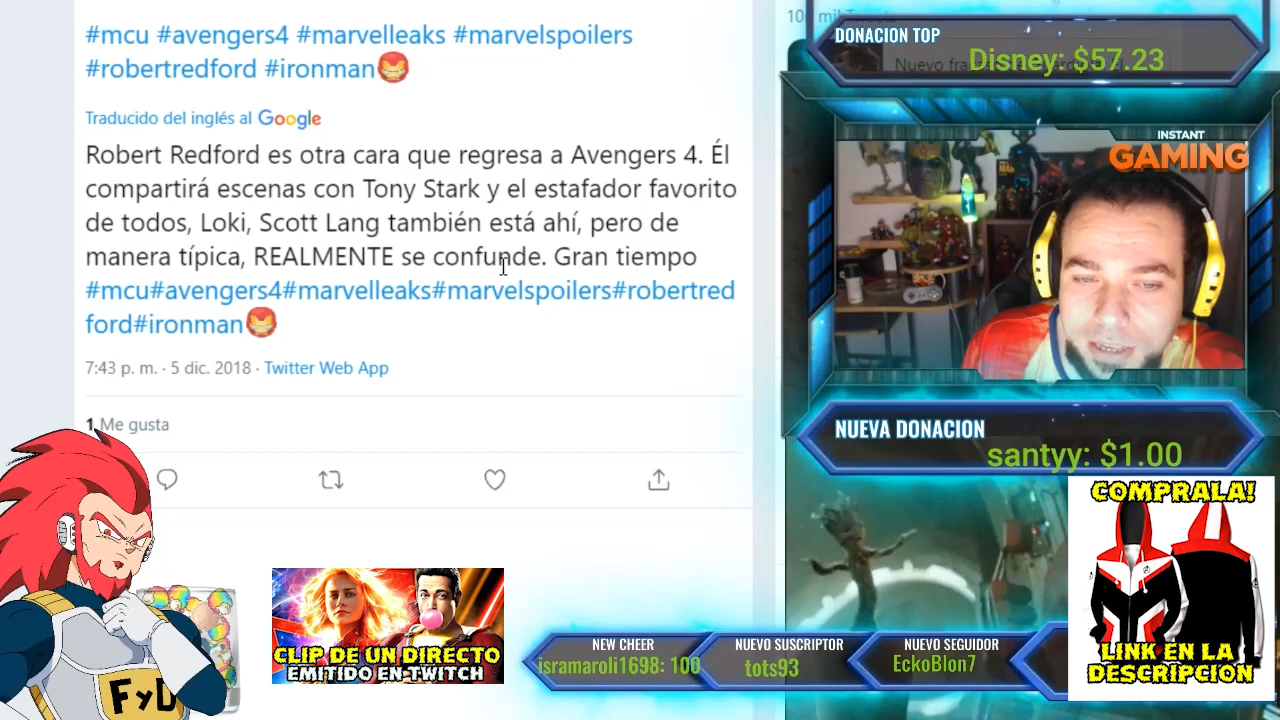 #mcu #avengers4 #marvelleaks #marvelspoilers
#robertredford #ironman
Traducido del inglés al Google
Robert Redford es otra cara que regresa a Avengers 4. Él
compartirá escenas con Tony Stark y el estafador favorito
de todos, Loki, Scott Lang también está ahí, pero de
manera típica, REALMENTE se confunde. Gran tiempo
#mcu#avengers4#marvelleaks#marvelspoilers#robertred
ford#ironman
7:43 p. m. · 5 dic. 2018 · Twitter Web App
1 Me gusta
DONACION TOP
Disney: $57.23
INSTANT
GAMING
NUEVA DONACION
santyy: $1.00
COMPRALA!
LINK EN LA
DESCRIPCION
CLIP DE UN DIRECTO
EMITIDO EN TWITCH
FyD
NEW CHEER
isramaroli1698: 100
NUEVO SUSCRIPTOR
tots93
NUEVO SEGUIDOR
EckoBlon7